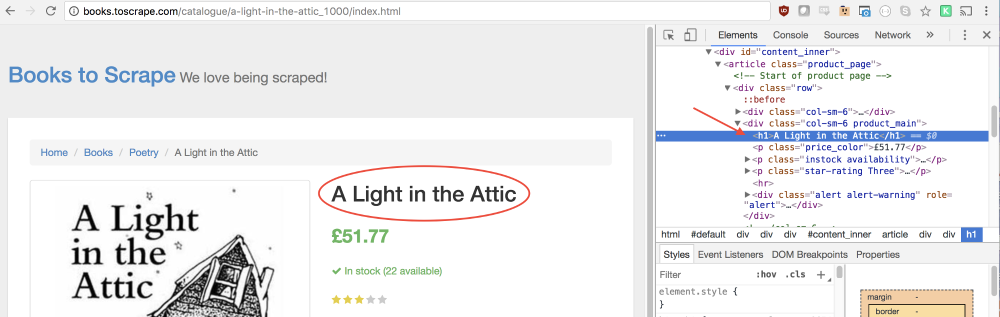 books.toscrape.com/catalogue/a-light-in-the-attic_1000/index.html
Books to Scrape We love being scraped!
Home / Books / Poetry / A Light in the Attic
A Light
in the
Attic
A Light in the Attic
£51.77
In stock (22 available)
Elements Console Sources Network »
▼<div id="content_inner">
▼<article class="product_page">
<!-- Start of product page -->
▼<div class="row">
::before
▶<div class="col-sm-6">…</div>
▼<div class="col-sm-6 product_main">
<h1>A Light in the Attic</h1> == $0
<p class="price_color">£51.77</p>
▶<p class="instock availability">…</p>
▶<p class="star-rating Three">…</p>
<hr>
▶<div class="alert alert-warning" role=
"alert">…</div>
</div>
html #default div div div #content_inner article div div h1
Styles Event Listeners DOM Breakpoints Properties
Filter :hov .cls +
element.style {
}
margin -
border -